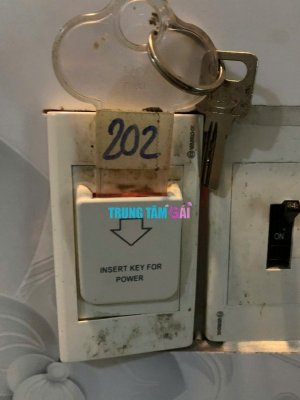 202
TRUNG TÂM GÁI
INSERT KEY FOR
POWER
ON